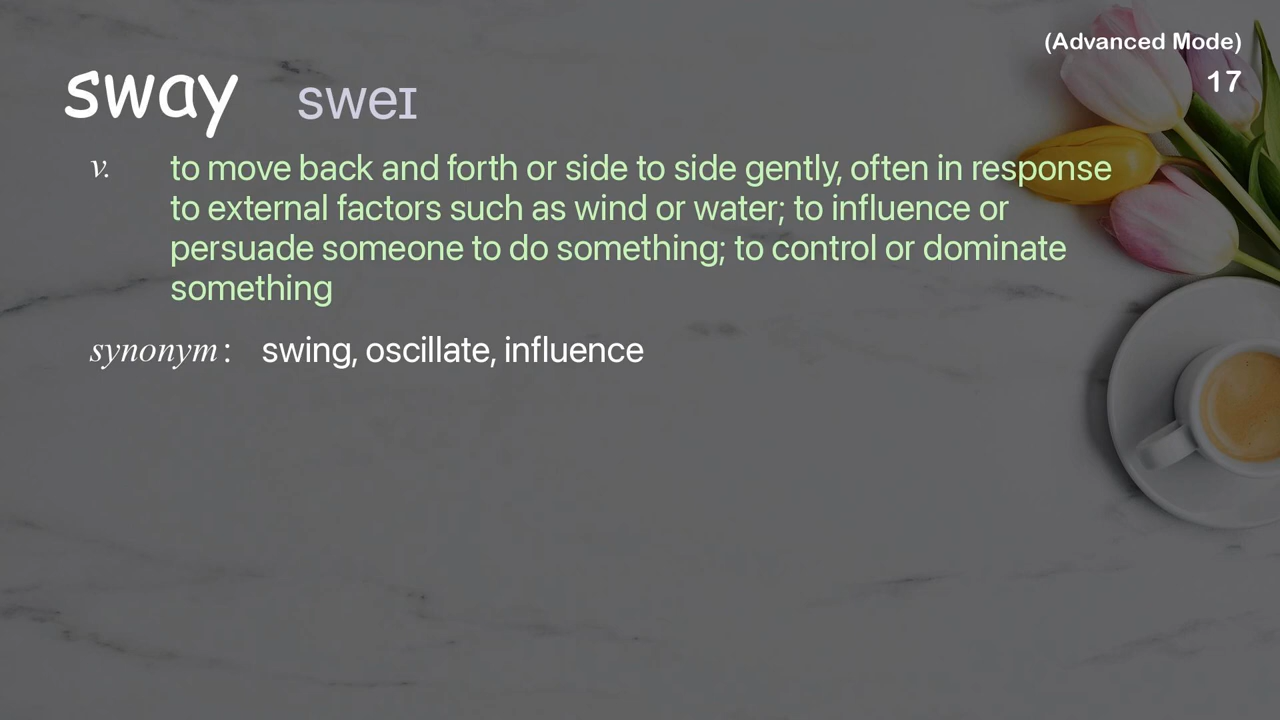 (Advanced Mode)
17
sway sweɪ
v. to move back and forth or side to side gently, often in response
to external factors such as wind or water; to influence or
persuade someone to do something; to control or dominate
something
synonym: swing, oscillate, influence